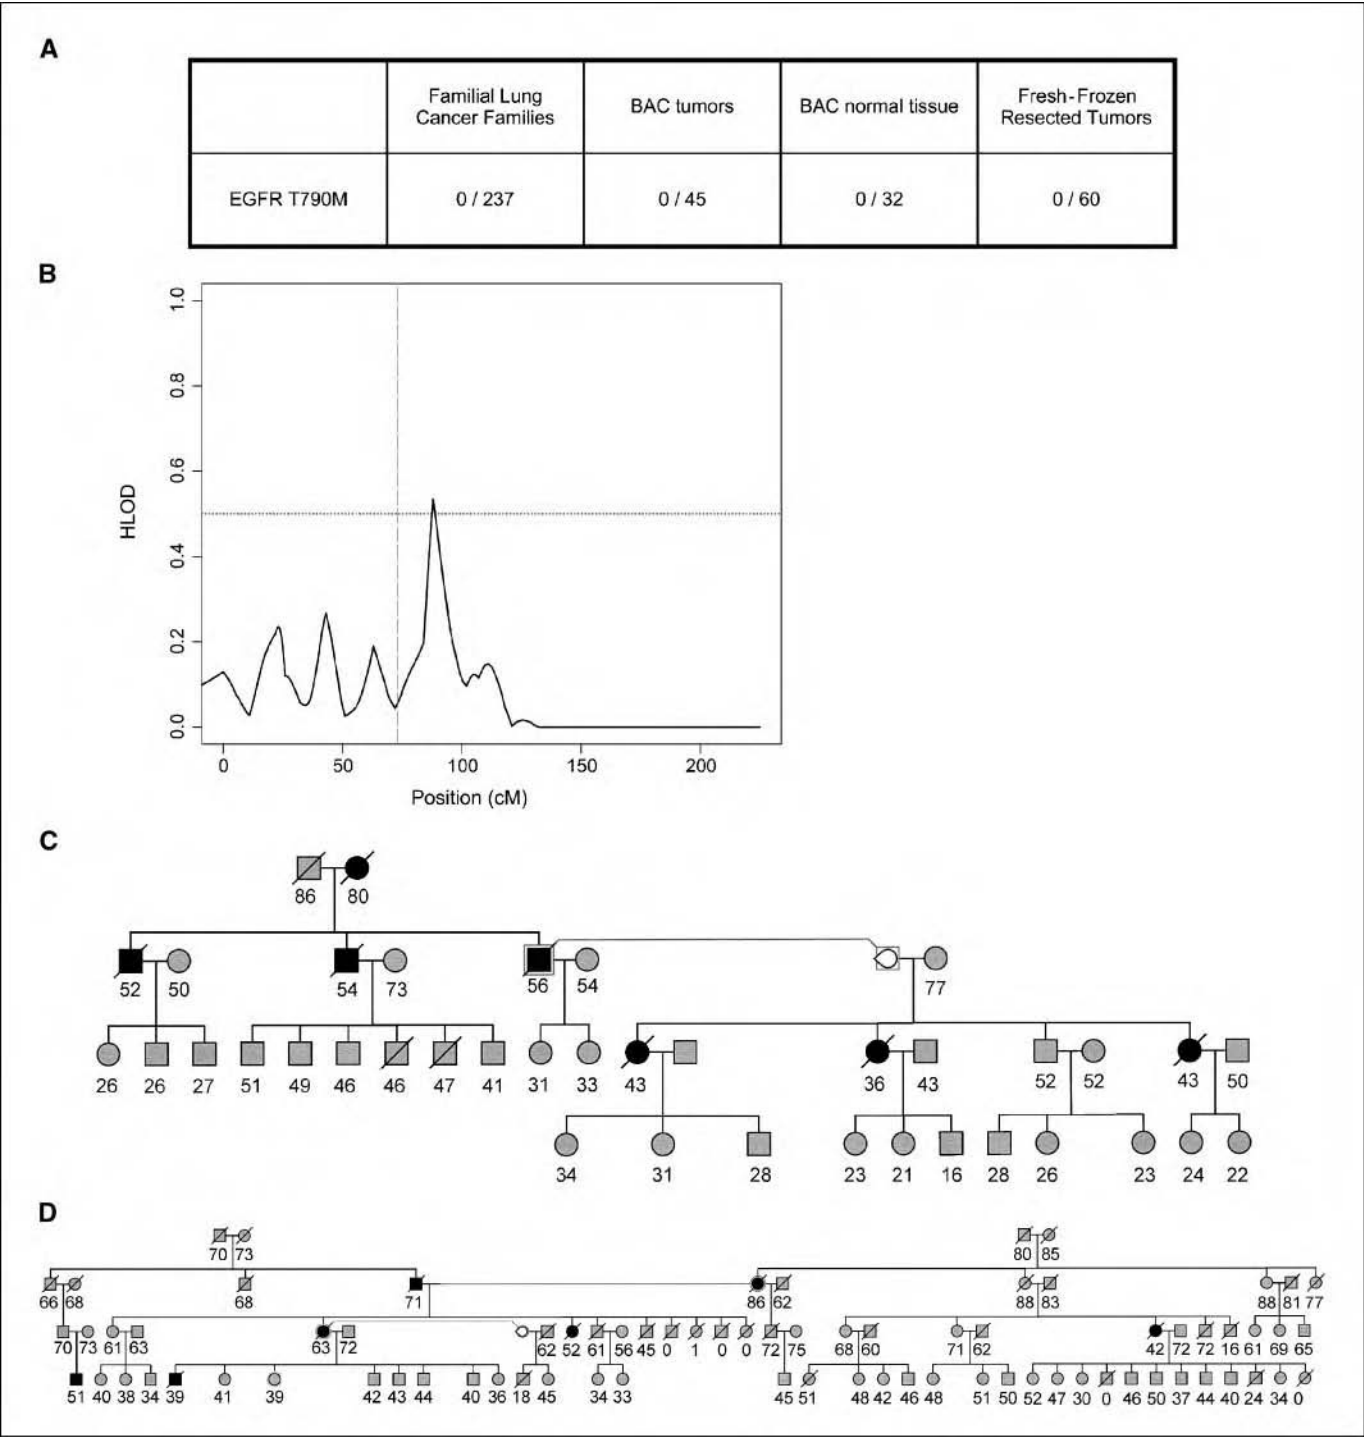 A
Familial Lung
Cancer Families
BAC tumors
BAC normal tissue
Fresh-Frozen
Resected Tumors
EGFR T790M
0 / 237
0 / 45
0 / 32
0 / 60
B
1.0
0.8
0.6
0.4
0.2
0.0
HLOD
0 50 100 150 200
Position (cM)
C
86 80
52 50 54 73 56 54 77
26 26 27 51 49 46 46 47 41 31 33 43 36 43 52 52 43 50
34 31 28 23 21 16 28 26 23 24 22
D
70 73 80 85
66 68 68 71 86 62 88 83 88 81 77
70 73 61 63 63 72 62 52 61 56 45 0 1 0 0 72 75 68 60 71 62 42 72 72 16 61 69 65
51 40 38 34 39 41 39 42 43 44 40 36 18 45 34 33 45 51 48 42 46 48 51 50 52 47 30 0 46 50 37 44 40 24 34 0